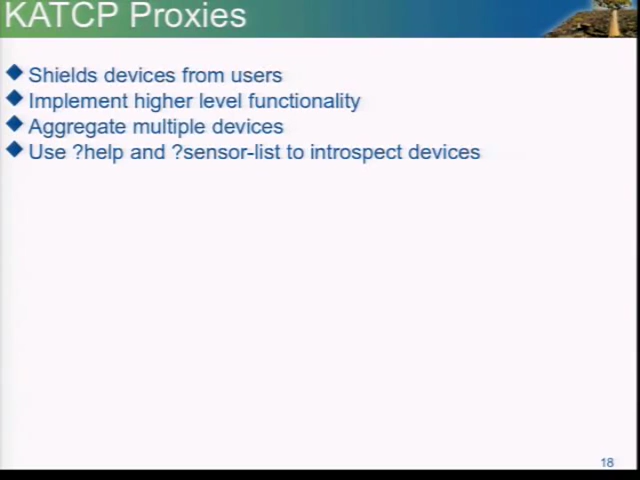 KATCP Proxies
Shields devices from users
Implement higher level functionality
Aggregate multiple devices
Use ?help and ?sensor-list to introspect devices
18